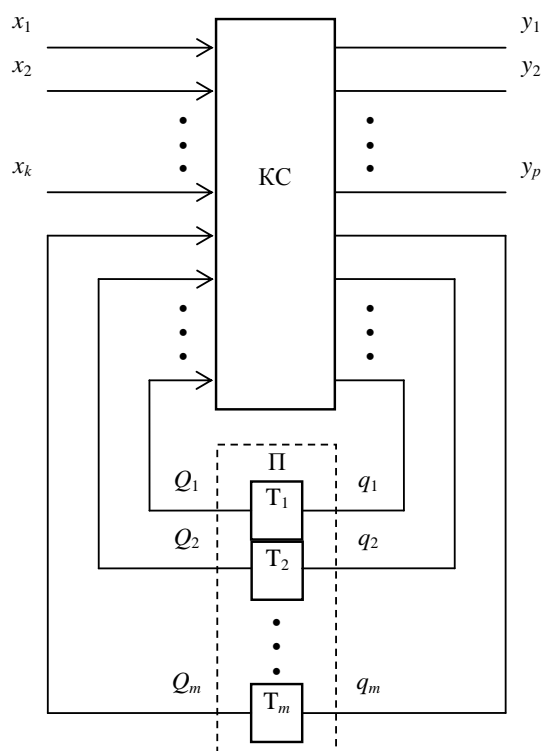 x₁ y₁
x₂ y₂
xₖ КС yₚ
П
Q₁ T₁ q₁
Q₂ T₂ q₂
Qₘ Tₘ qₘ